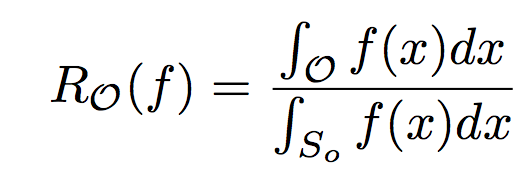 R_𝒪(f) = ∫_𝒪 f(x)dx / ∫_{S_o} f(x)dx